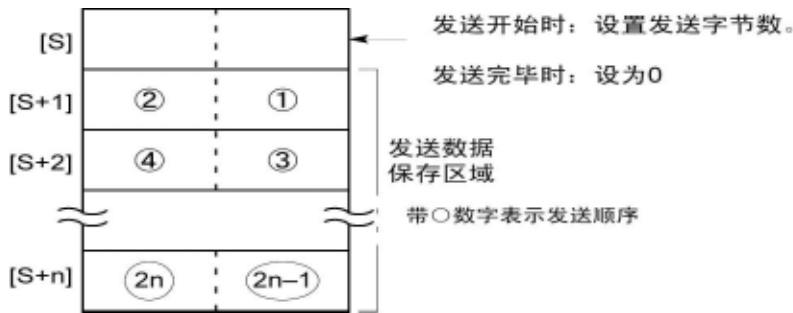 [S]
发送开始时：设置发送字节数。
发送完毕时：设为0
[S+1] ② ①
[S+2] ④ ③
发送数据
保存区域
带○数字表示发送顺序
[S+n] 2n 2n–1